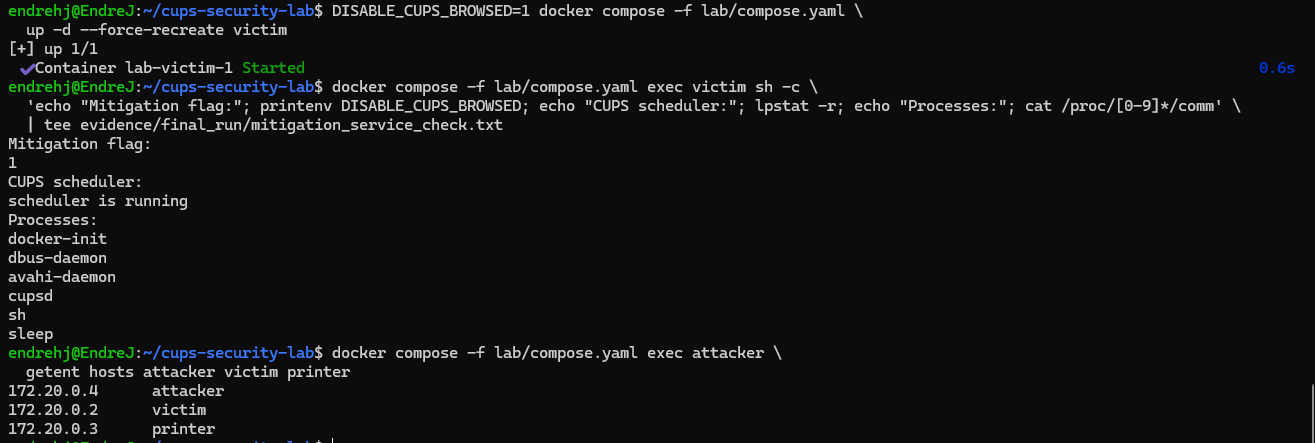 endrehj@EndreJ:~/cups-security-lab$ DISABLE_CUPS_BROWSED=1 docker compose -f lab/compose.yaml \
  up -d --force-recreate victim
[+] up 1/1
 ✔Container lab-victim-1 Started 0.6s
endrehj@EndreJ:~/cups-security-lab$ docker compose -f lab/compose.yaml exec victim sh -c \
  'echo "Mitigation flag:"; printenv DISABLE_CUPS_BROWSED; echo "CUPS scheduler:"; lpstat -r; echo "Processes:"; cat /proc/[0-9]*/comm' \
  | tee evidence/final_run/mitigation_service_check.txt
Mitigation flag:
1
CUPS scheduler:
scheduler is running
Processes:
docker-init
dbus-daemon
avahi-daemon
cupsd
sh
sleep
endrehj@EndreJ:~/cups-security-lab$ docker compose -f lab/compose.yaml exec attacker \
  getent hosts attacker victim printer
172.20.0.4      attacker
172.20.0.2      victim
172.20.0.3      printer
endrehj@EndreJ:~/cups-security-lab$